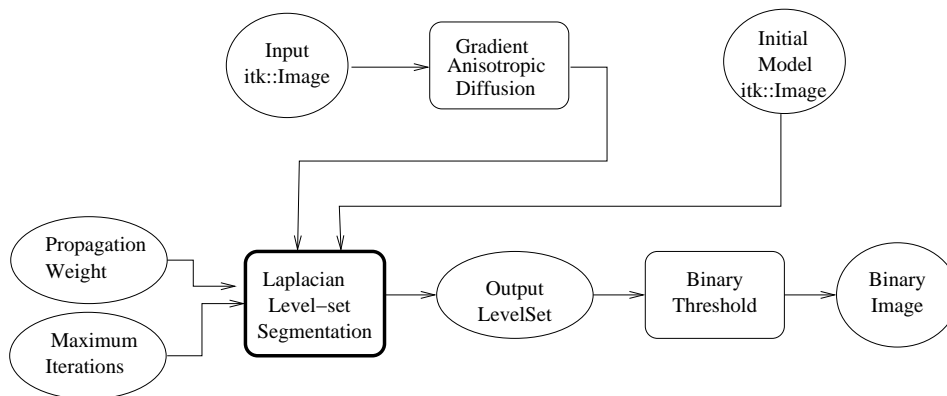 Input
itk::Image
Gradient
Anisotropic
Diffusion
Initial
Model
itk::Image
Propagation
Weight
Maximum
Iterations
Laplacian
Level−set
Segmentation
Output
LevelSet
Binary
Threshold
Binary
Image